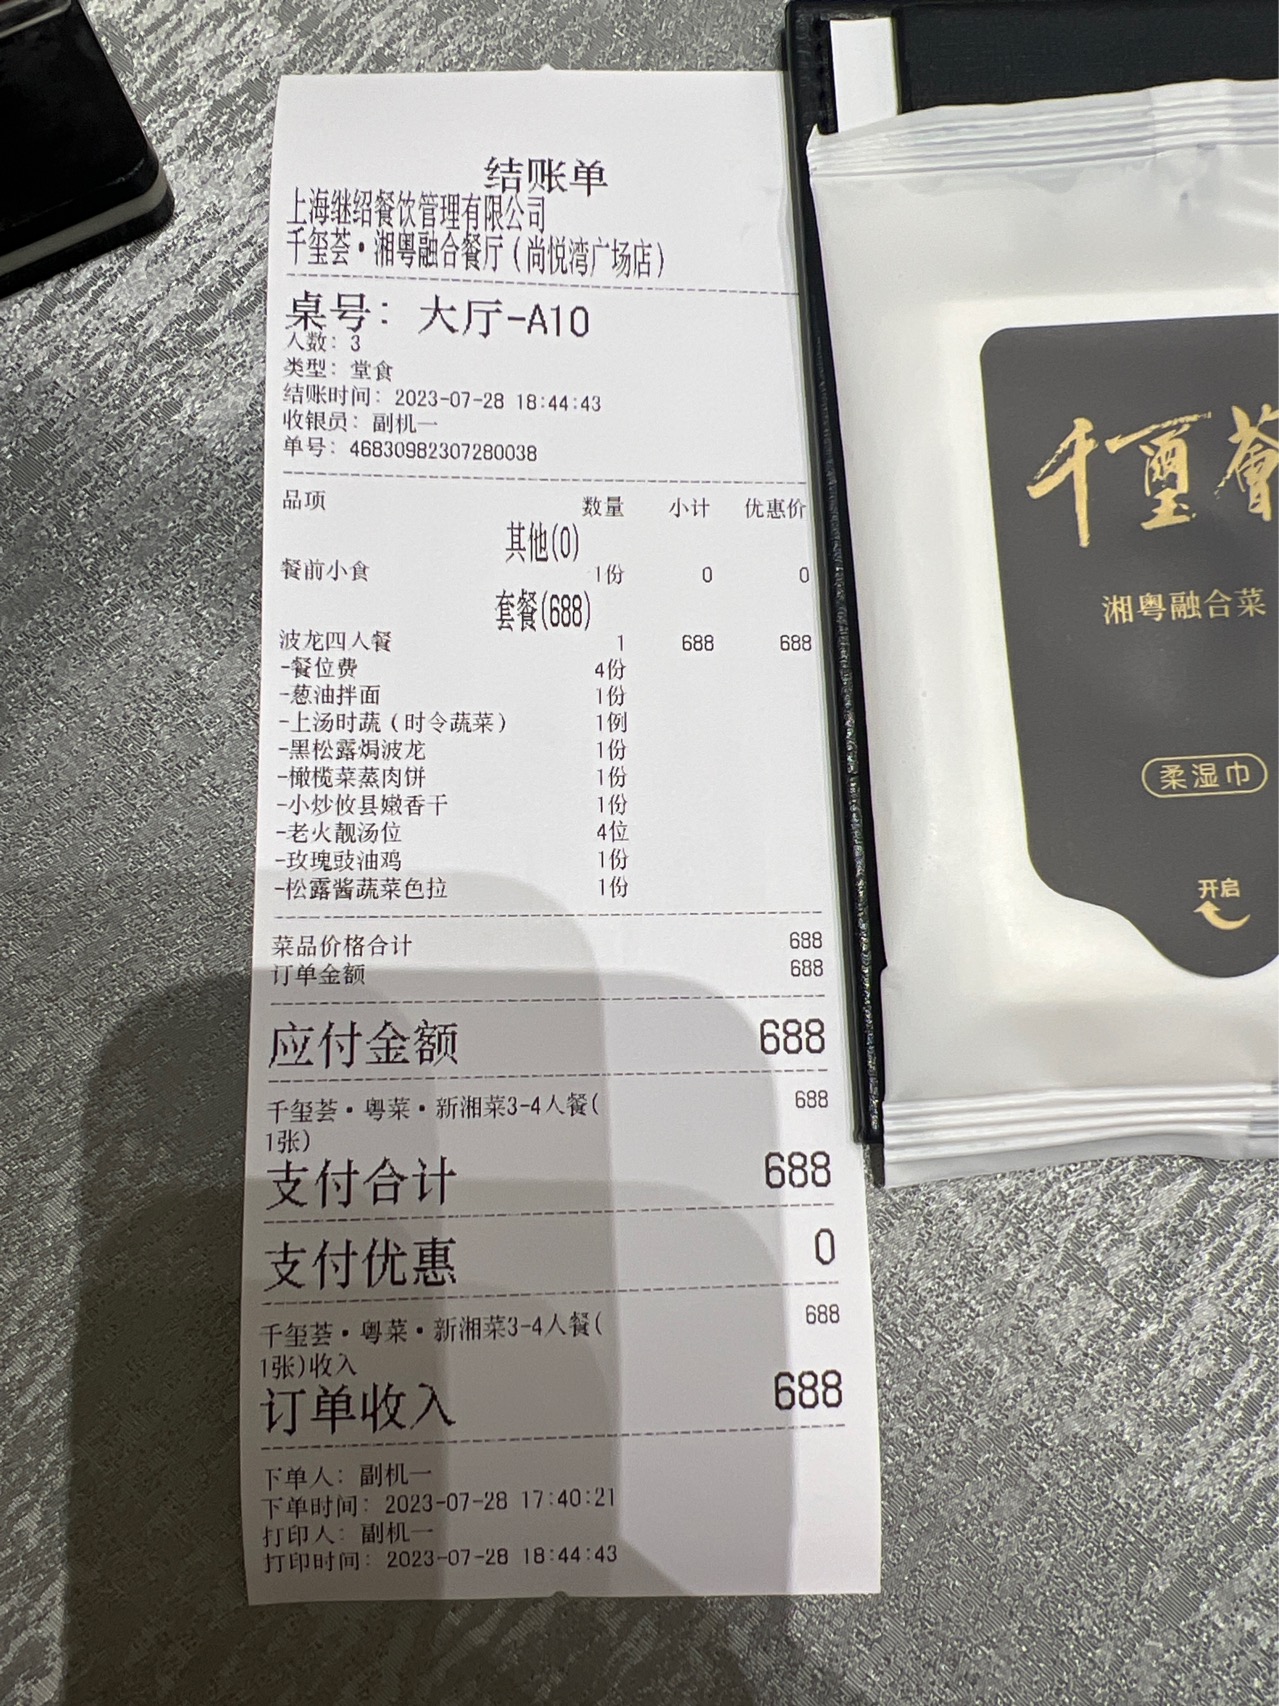 结账单
上海继绍餐饮管理有限公司
千玺荟·湘粤融合餐厅(尚悦湾广场店)
桌号: 大厅-A10
人数: 3
类型: 堂食
结账时间: 2023-07-28 18:44:43
收银员: 副机一
单号: 46830982307280038
品项 数量 小计 优惠价
其他(0)
餐前小食 1份 0 0
套餐(688)
波龙四人餐 1 688 688
-餐位费 4份
-葱油拌面 1份
-上汤时蔬(时令蔬菜) 1例
-黑松露焗波龙 1份
-橄榄菜蒸肉饼 1份
-小炒攸县嫩香干 1份
-老火靓汤位 4位
-玫瑰豉油鸡 1份
-松露酱蔬菜色拉 1份
菜品价格合计 688
订单金额 688
应付金额 688
千玺荟·粤菜·新湘菜3-4人餐( 688
1张)
支付合计 688
支付优惠 0
千玺荟·粤菜·新湘菜3-4人餐( 688
1张)收入
订单收入 688
下单人: 副机一
下单时间: 2023-07-28 17:40:21
打印人: 副机一
打印时间: 2023-07-28 18:44:43
千璽薈
湘粤融合菜
柔湿巾
开启